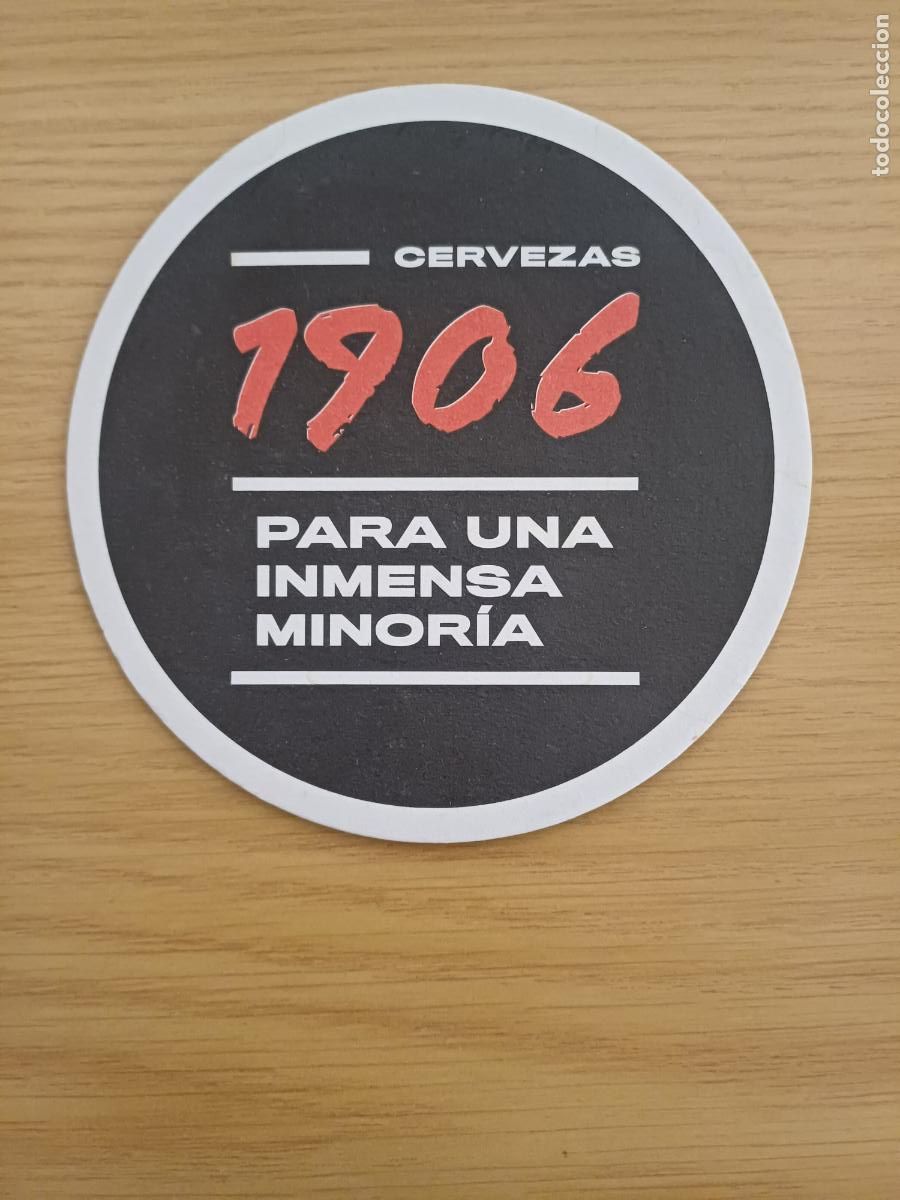 CERVEZAS
1906
PARA UNA
INMENSA
MINORÍA
todocoleccion